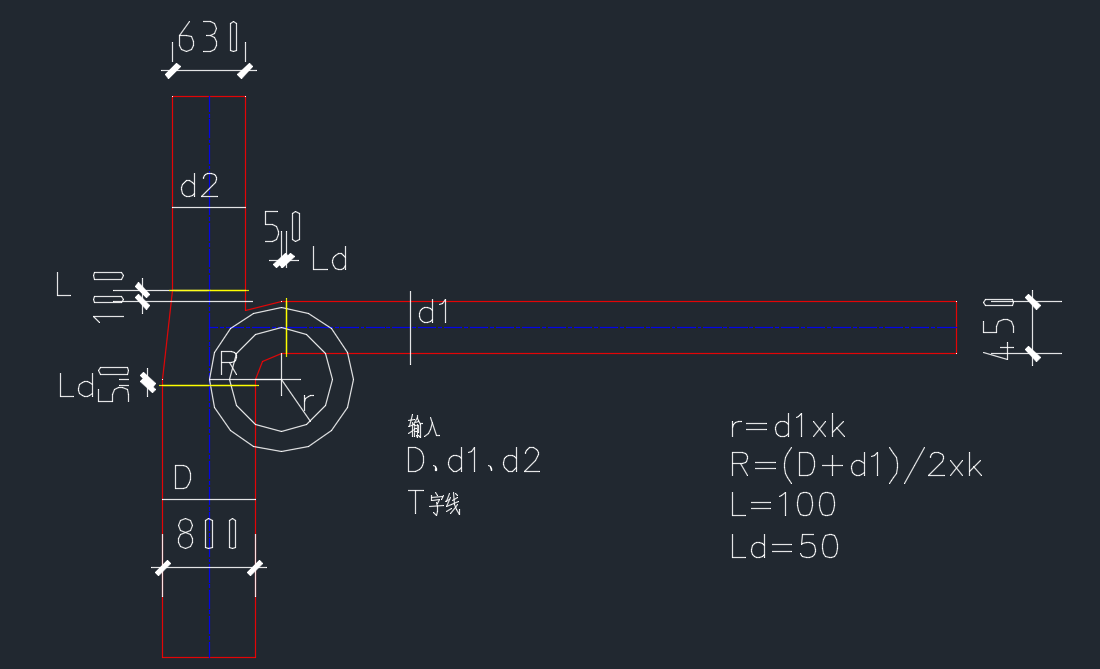 630
d2
50
Ld
L
100
d1
450
R
Ld
50
r
输入
D、d1、d2
T字线
r=d1xk
R=(D+d1)/2xk
L=100
Ld=50
D
800